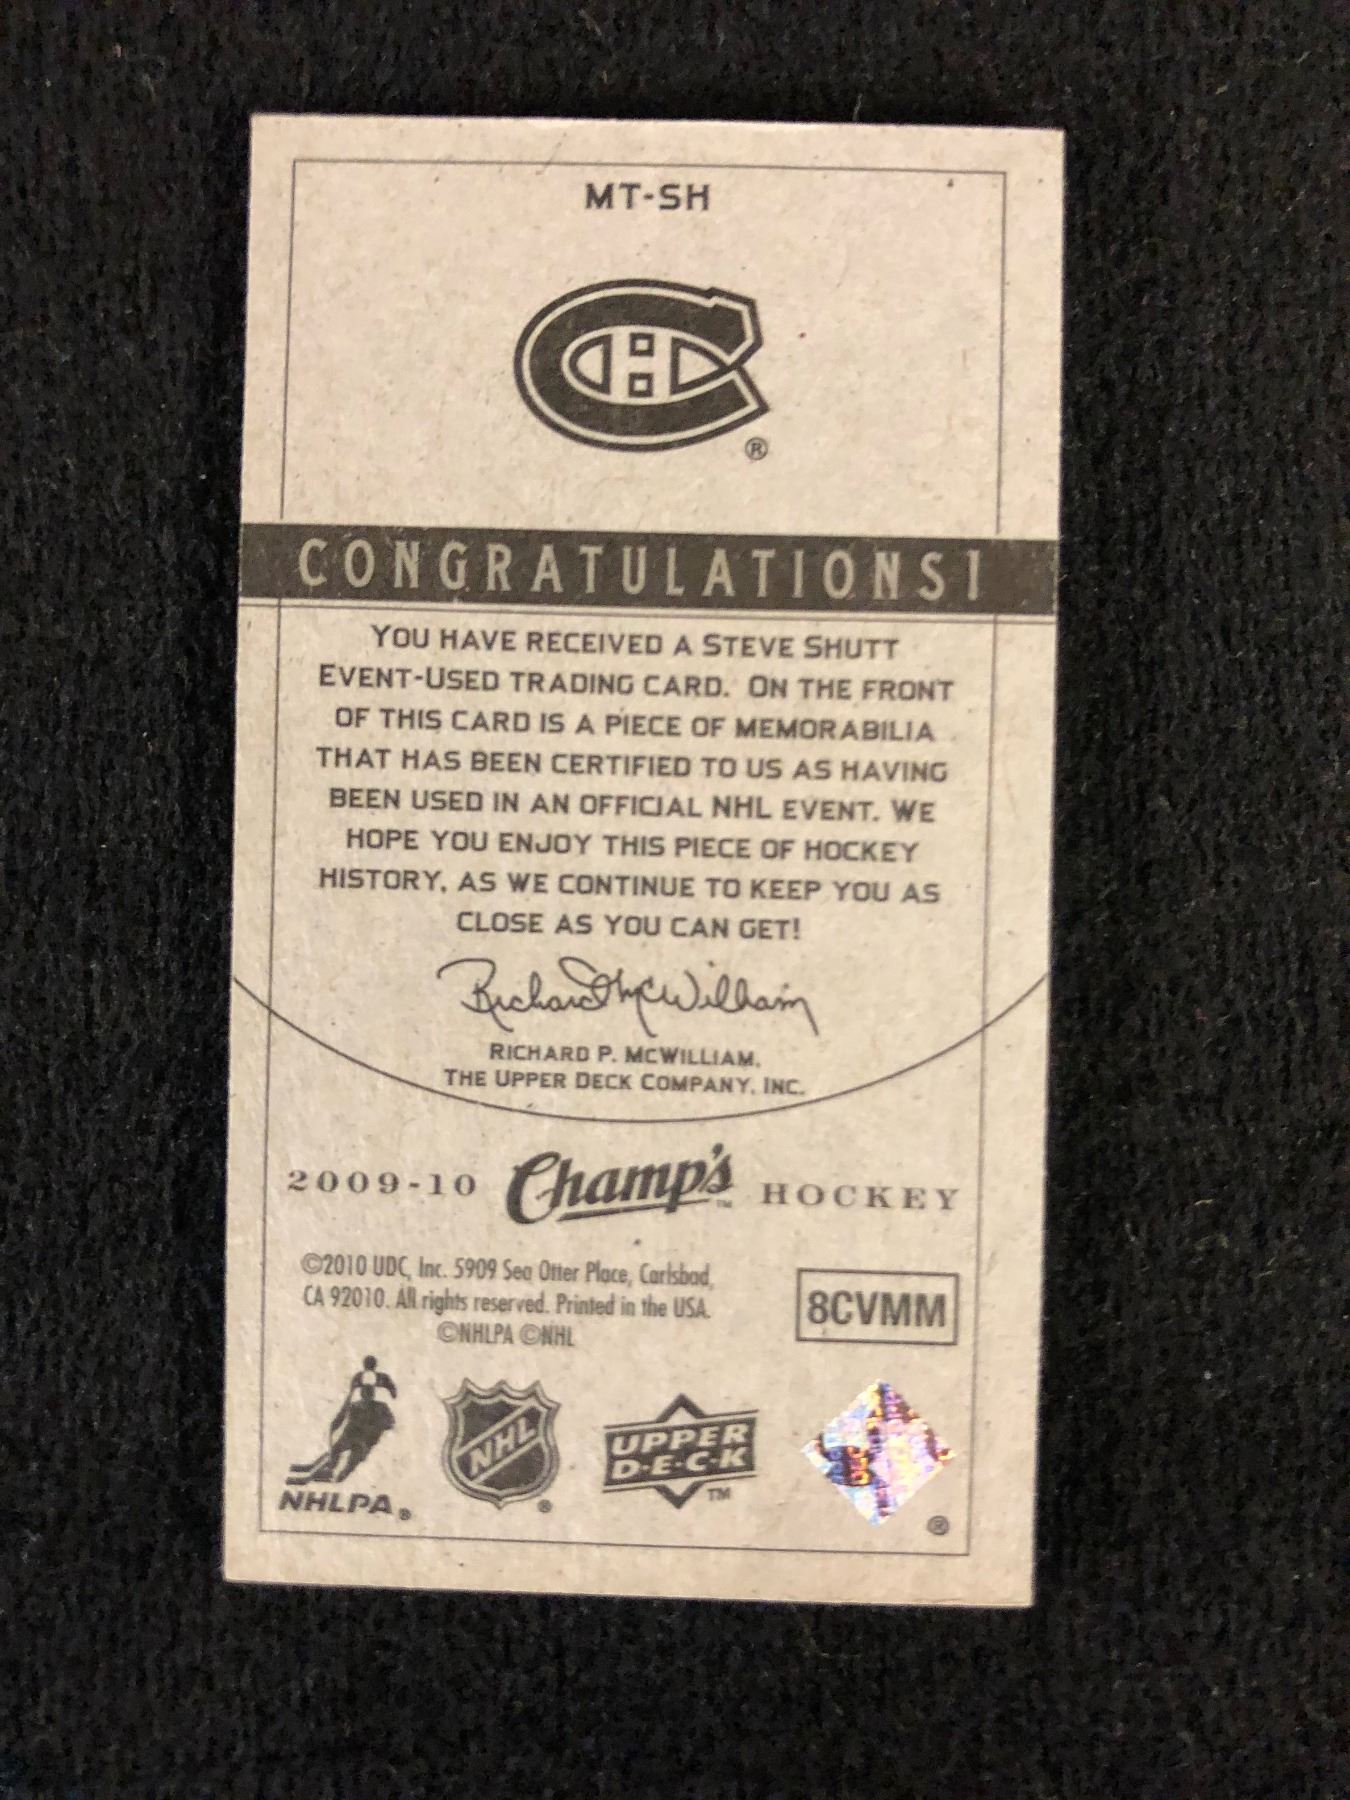 MT-SH
CH
®
CONGRATULATIONS!
YOU HAVE RECEIVED A STEVE SHUTT
EVENT-USED TRADING CARD. ON THE FRONT
OF THIS CARD IS A PIECE OF MEMORABILIA
THAT HAS BEEN CERTIFIED TO US AS HAVING
BEEN USED IN AN OFFICIAL NHL EVENT. WE
HOPE YOU ENJOY THIS PIECE OF HOCKEY
HISTORY, AS WE CONTINUE TO KEEP YOU AS
CLOSE AS YOU CAN GET!
Richard McWilliam
RICHARD P. MCWILLIAM,
THE UPPER DECK COMPANY, INC.
2009-10 Champ's™ HOCKEY
©2010 UDC, Inc. 5909 Sea Otter Place, Carlsbad,
CA 92010. All rights reserved. Printed in the USA.
©NHLPA ©NHL
8CVMM
NHLPA®
NHL®
UPPER
D·E·C·K™
®